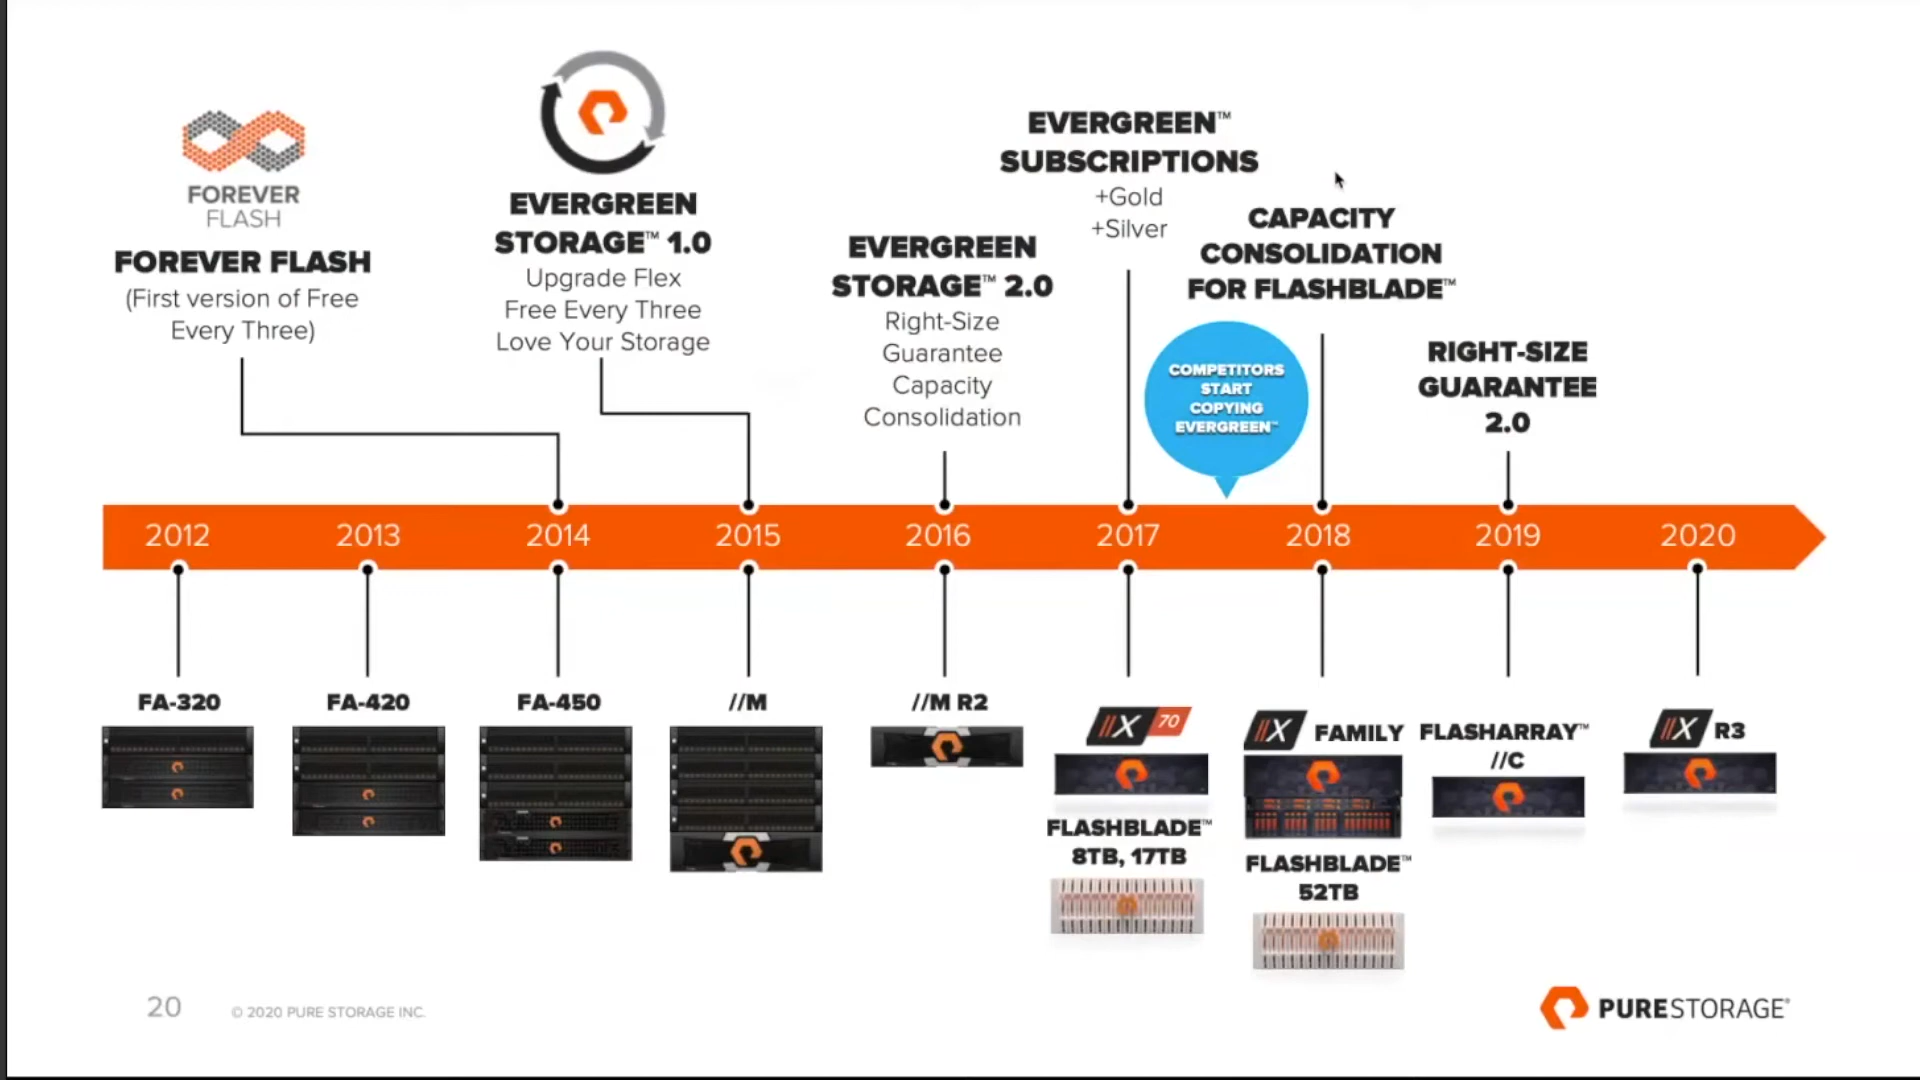 FOREVER
FLASH
FOREVER FLASH
(First version of Free
Every Three)
EVERGREEN
STORAGE™ 1.0
Upgrade Flex
Free Every Three
Love Your Storage
EVERGREEN
STORAGE™ 2.0
Right-Size
Guarantee
Capacity
Consolidation
EVERGREEN™
SUBSCRIPTIONS
+Gold
+Silver
COMPETITORS
START
COPYING
EVERGREEN™
CAPACITY
CONSOLIDATION
FOR FLASHBLADE™
RIGHT-SIZE
GUARANTEE
2.0
2012 2013 2014 2015 2016 2017 2018 2019 2020
FA-320
FA-420
FA-450
//M
//M R2
//X 70
FLASHBLADE™
8TB, 17TB
//X FAMILY
FLASHBLADE™
52TB
FLASHARRAY™
//C
//X R3
20
© 2020 PURE STORAGE INC.
PURESTORAGE®